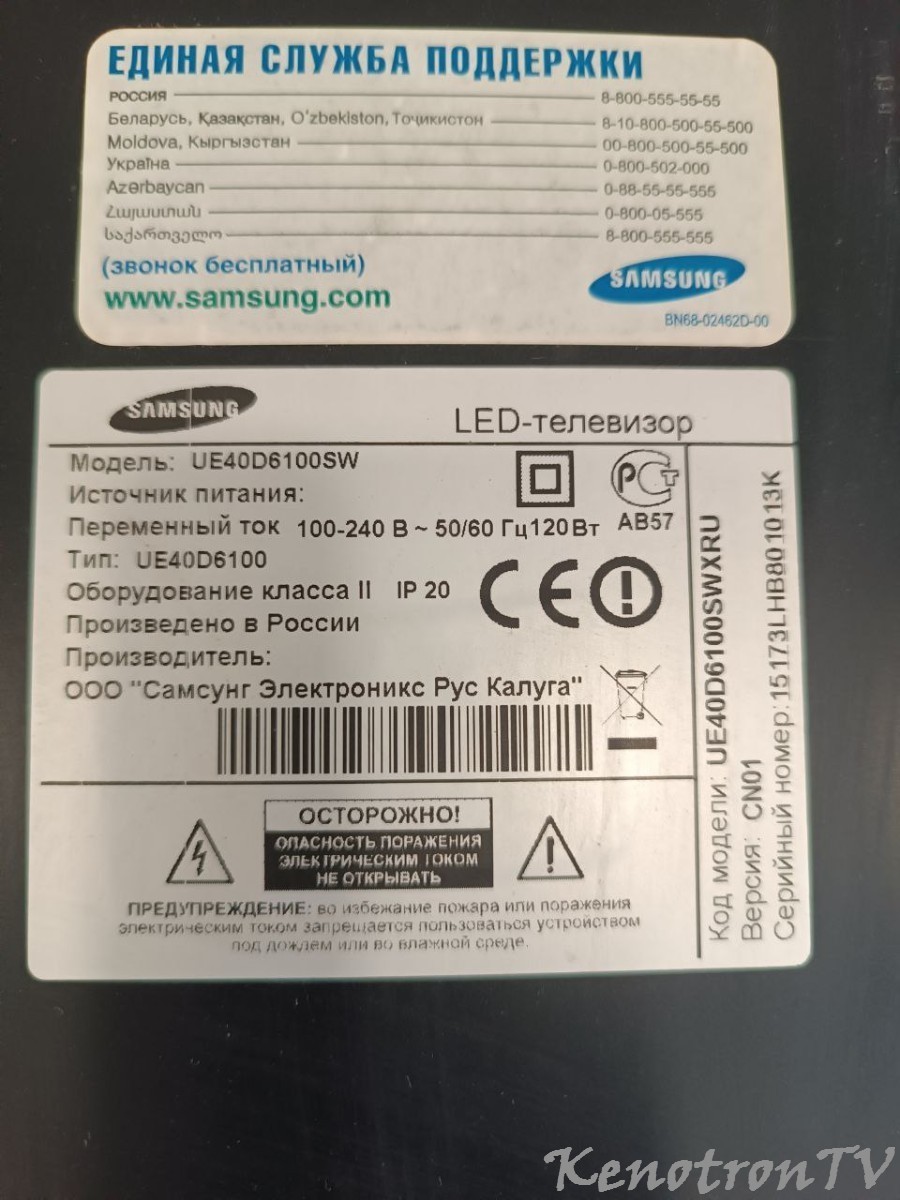 ЕДИНАЯ СЛУЖБА ПОДДЕРЖКИ
РОССИЯ 8-800-555-55-55
Беларусь, Қазақстан, O'zbekiston, Тоҷикистон 8-10-800-500-55-500
Moldova, Кыргызстан 00-800-500-55-500
Україна 0-800-502-000
Azərbaycan 0-88-55-55-555
Հայաստան 0-800-05-555
საქართველო 8-800-555-555
(звонок бесплатный)
www.samsung.com
SAMSUNG
BN68-02462D-00
SAMSUNG
LED-телевизор
Модель: UE40D6100SW
Источник питания:
Переменный ток 100-240 В ~ 50/60 Гц 120 Вт
АВ57
Тип: UE40D6100
Оборудование класса II IP 20
Произведено в России
Производитель:
ООО "Самсунг Электроникс Рус Калуга"
ОСТОРОЖНО!
ОПАСНОСТЬ ПОРАЖЕНИЯ
ЭЛЕКТРИЧЕСКИМ ТОКОМ
НЕ ОТКРЫВАТЬ
ПРЕДУПРЕЖДЕНИЕ: во избежание пожара или поражения
электрическим током запрещается пользоваться устройством
под дождем или во влажной среде.
Код модели: UE40D6100SWXRU
Версия: CN01
Серийный номер:15173LHB801013K
KenotronTV